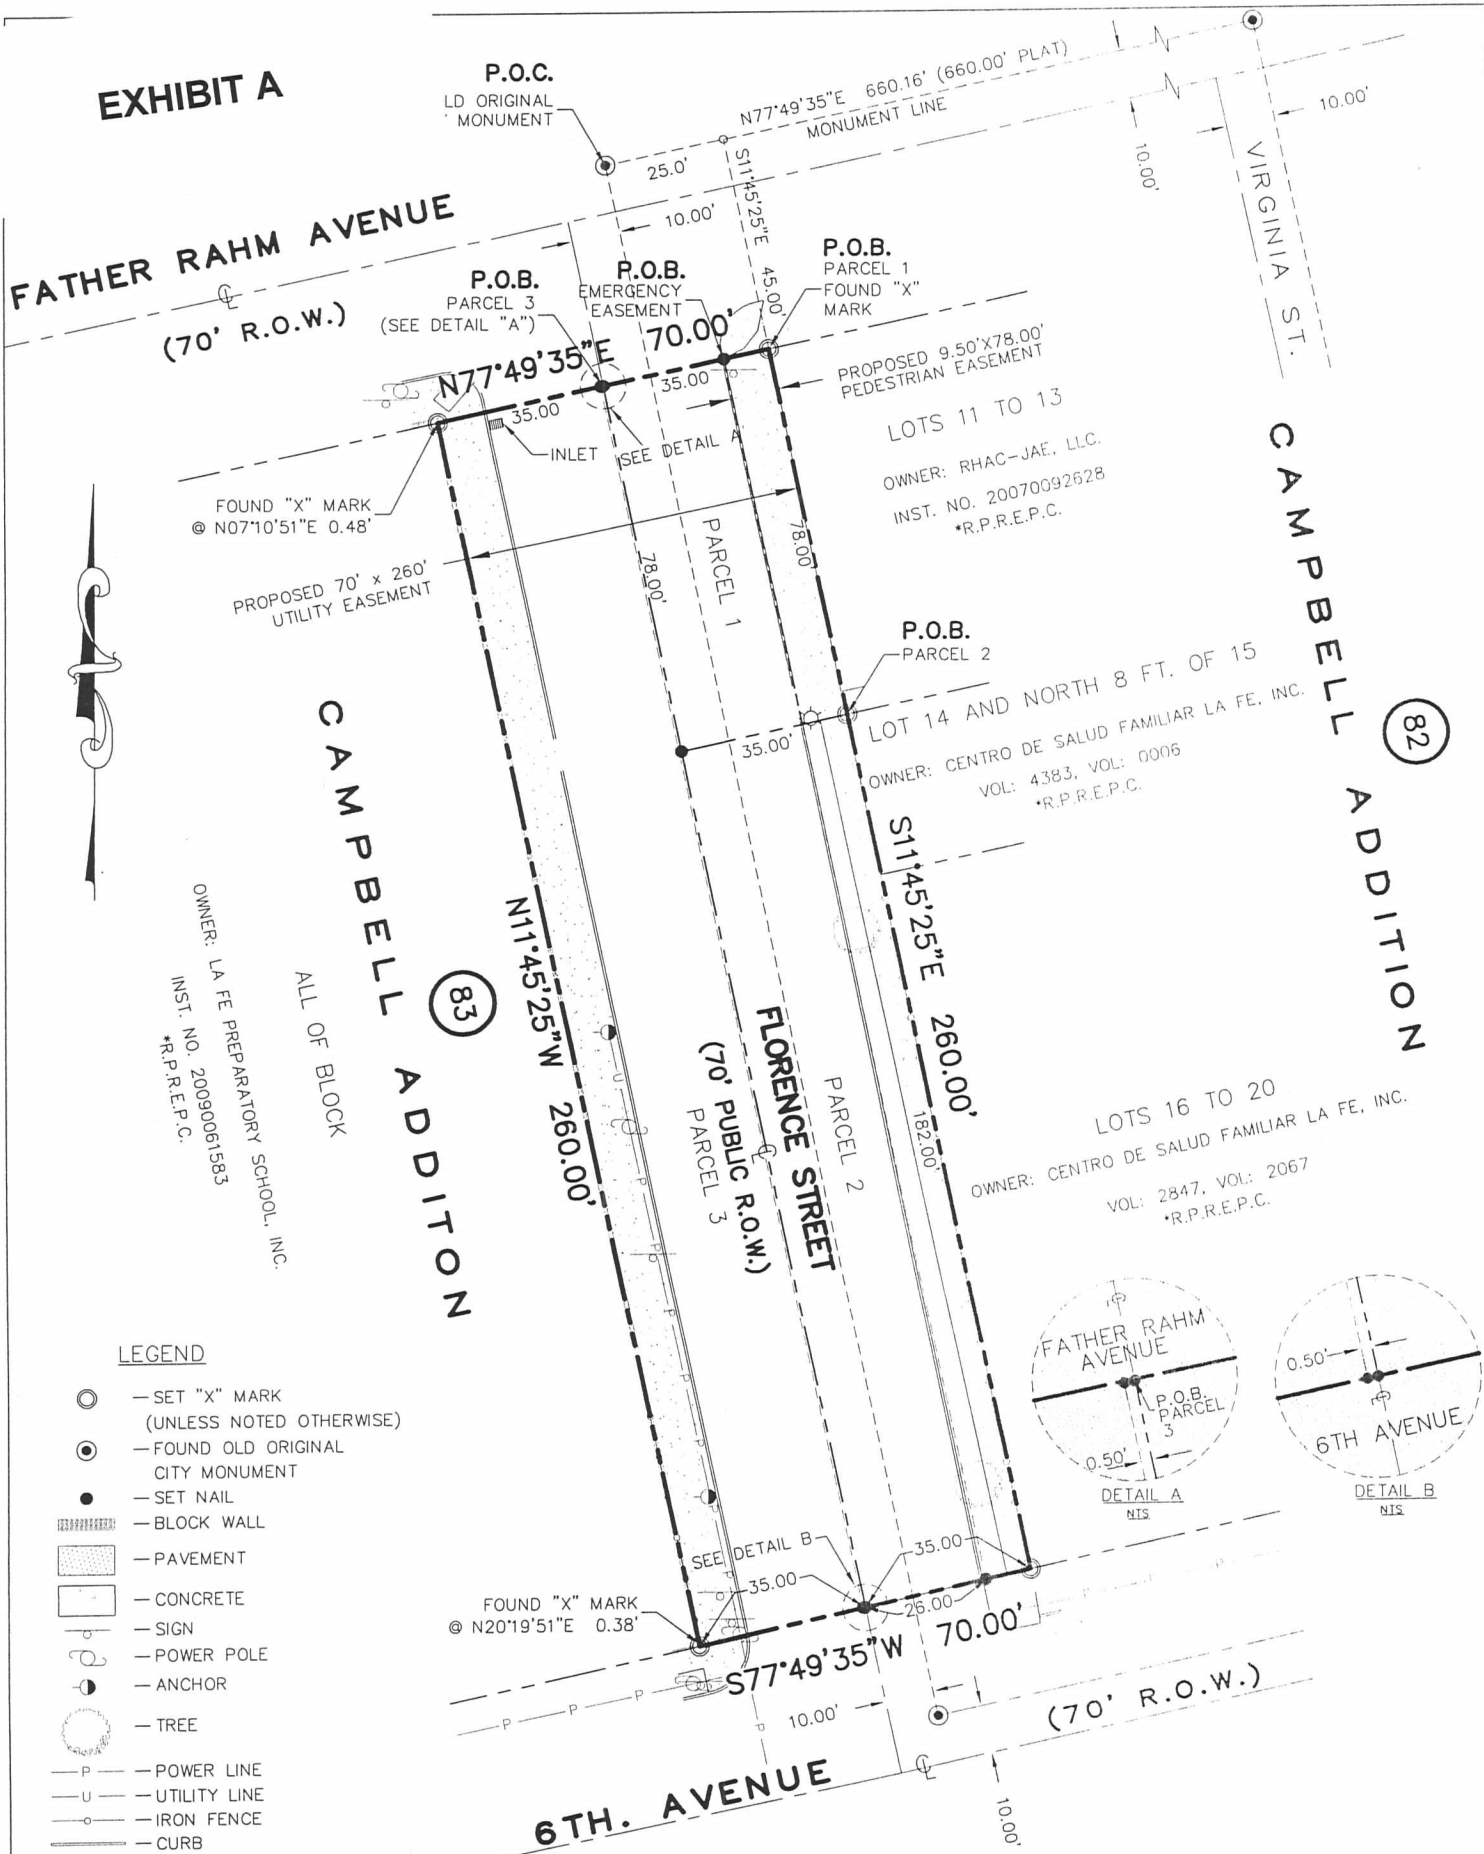 EXHIBIT A
P.O.C.
LD ORIGINAL
MONUMENT
N77°49'35"E 660.16' (660.00' PLAT)
MONUMENT LINE
25.0'
S11°45'25"E 45.00'
10.00'
10.00'
10.00'
VIRGINIA ST.
FATHER RAHM AVENUE
(70' R.O.W.)
P.O.B.
PARCEL 3
(SEE DETAIL "A")
P.O.B.
EMERGENCY
EASEMENT
P.O.B.
PARCEL 1
FOUND "X"
MARK
N77°49'35"E 70.00'
35.00
35.00
INLET
SEE DETAIL A
PROPOSED 9.50'X78.00'
PEDESTRIAN EASEMENT
LOTS 11 TO 13
OWNER: RHAC-JAE, LLC.
INST. NO. 20070092628
*R.P.R.E.P.C.
FOUND "X" MARK
@ N07°10'51"E 0.48'
PROPOSED 70' x 260'
UTILITY EASEMENT
78.00'
PARCEL 1
78.00'
P.O.B.
PARCEL 2
35.00'
LOT 14 AND NORTH 8 FT. OF 15
OWNER: CENTRO DE SALUD FAMILIAR LA FE, INC.
VOL: 4383, VOL: 0006
*R.P.R.E.P.C.
CAMPBELL ADDITION
82
CAMPBELL ADDITON
83
ALL OF BLOCK
OWNER: LA FE PREPARATORY SCHOOL, INC.
INST. NO. 20090061583
*R.P.R.E.P.C.
N11°45'25"W 260.00'
S11°45'25"E 260.00'
182.00'
FLORENCE STREET
(70' PUBLIC R.O.W.)
PARCEL 3
PARCEL 2
U
P
P
P
P
P
LOTS 16 TO 20
OWNER: CENTRO DE SALUD FAMILIAR LA FE, INC.
VOL: 2847, VOL: 2067
*R.P.R.E.P.C.
FATHER RAHM
AVENUE
P.O.B.
PARCEL
3
0.50'
DETAIL A
NTS
0.50'
6TH AVENUE
DETAIL B
NTS
LEGEND
SET "X" MARK
(UNLESS NOTED OTHERWISE)
FOUND OLD ORIGINAL
CITY MONUMENT
SET NAIL
BLOCK WALL
PAVEMENT
CONCRETE
SIGN
POWER POLE
ANCHOR
TREE
P POWER LINE
U UTILITY LINE
IRON FENCE
CURB
SEE DETAIL B
35.00
35.00
26.00
FOUND "X" MARK
@ N20°19'51"E 0.38'
S77°49'35"W 70.00'
P P P
P
10.00'
(70' R.O.W.)
6TH. AVENUE
10.00'